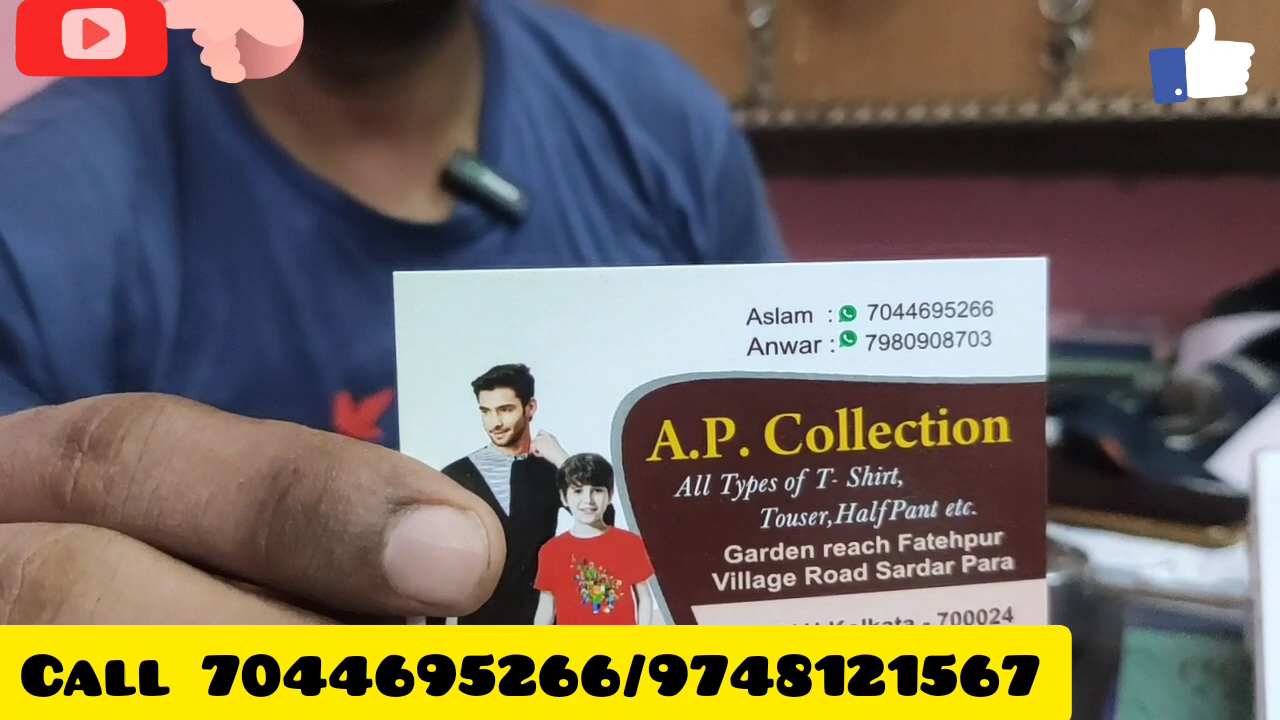 Aslam : 7044695266
Anwar : 7980908703
A.P. Collection
All Types of T- Shirt,
Touser,HalfPant etc.
Garden reach Fatehpur
Village Road Sardar Para
Kolkata - 700024
CALL 7044695266/9748121567